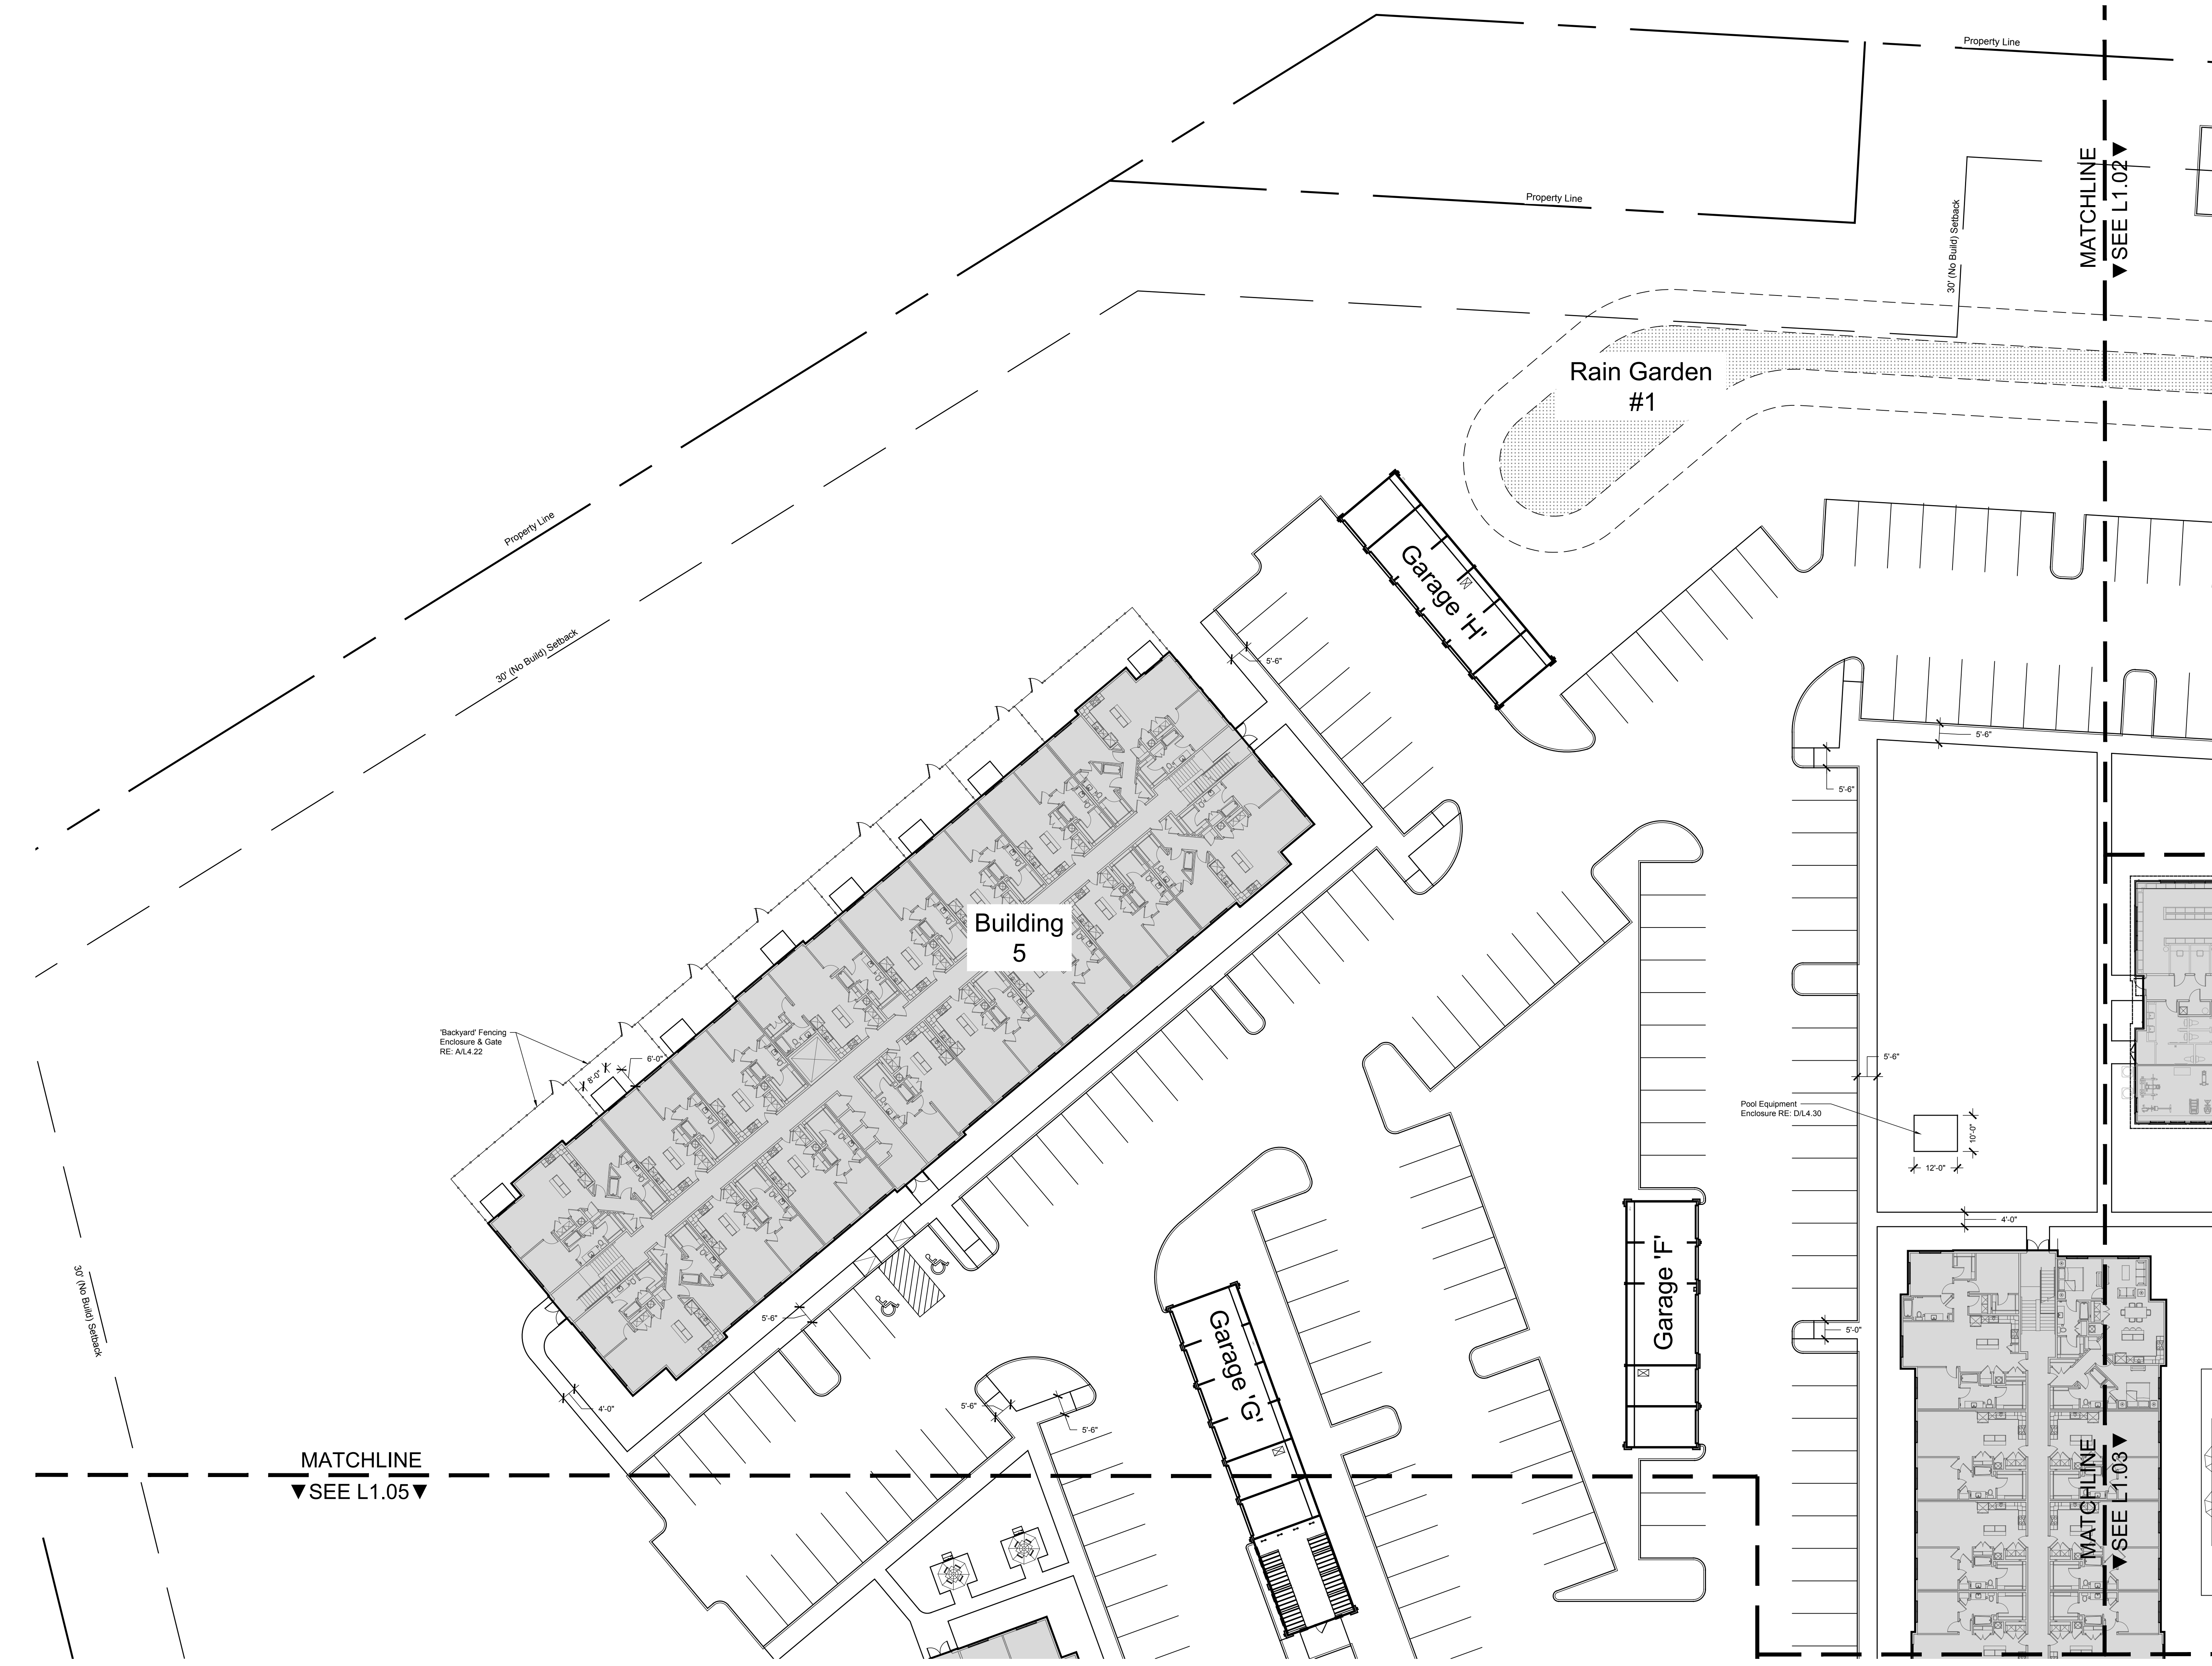 Property Line
MATCHLINE
▼SEE L1.02▼
Property Line
30' (No Build) Setback
Rain Garden
#1
Property Line
Garage 'H'
30' (No Build) Setback
5'-6"
5'-6"
5'-6"
Building
5
'Backyard' Fencing
Enclosure & Gate
RE: A/L4.22
8'-0"
6'-0"
5'-6"
Pool Equipment
Enclosure RE: D/L4.30
10'-0"
12'-0"
4'-0"
30' (No Build) Setback
5'-6"
Garage 'G'
Garage 'F'
5'-0"
4'-0"
5'-6"
5'-6"
MATCHLINE
▼SEE L1.05▼
MATCHLINE
▼SEE L1.03▼